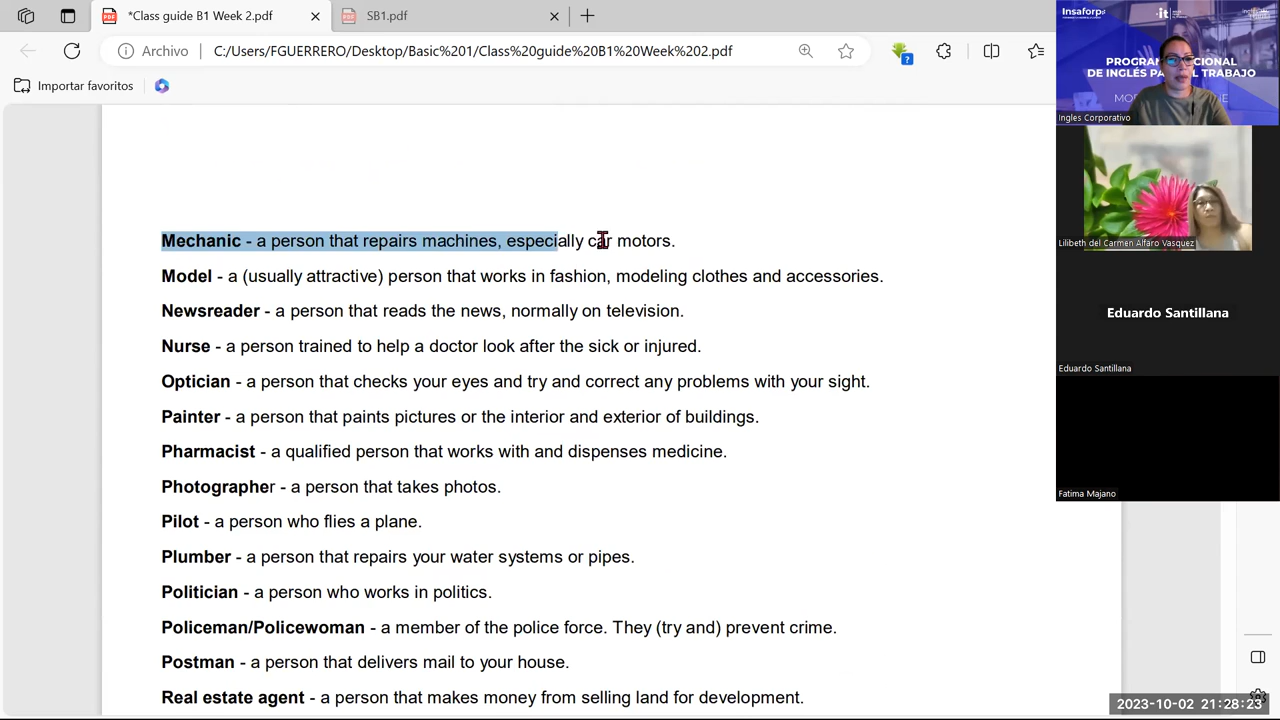 *Class guide B1 Week 2.pdf
SB1.pdf
Archivo
C:/Users/FGUERRERO/Desktop/Basic%201/Class%20guide%20B1%20Week%202.pdf
Importar favoritos
Mechanic - a person that repairs machines, especially car motors.
Model - a (usually attractive) person that works in fashion, modeling clothes and accessories.
Newsreader - a person that reads the news, normally on television.
Nurse - a person trained to help a doctor look after the sick or injured.
Optician - a person that checks your eyes and try and correct any problems with your sight.
Painter - a person that paints pictures or the interior and exterior of buildings.
Pharmacist - a qualified person that works with and dispenses medicine.
Photographer - a person that takes photos.
Pilot - a person who flies a plane.
Plumber - a person that repairs your water systems or pipes.
Politician - a person who works in politics.
Policeman/Policewoman - a member of the police force. They (try and) prevent crime.
Postman - a person that delivers mail to your house.
Real estate agent - a person that makes money from selling land for development.
Insaforp
it
DE INGLÉS PA L TRABAJO
Ingles Corporativo
Lilibeth del Carmen Alfaro Vasquez
Eduardo Santillana
Eduardo Santillana
Fatima Majano
2023-10-02 21:28:23